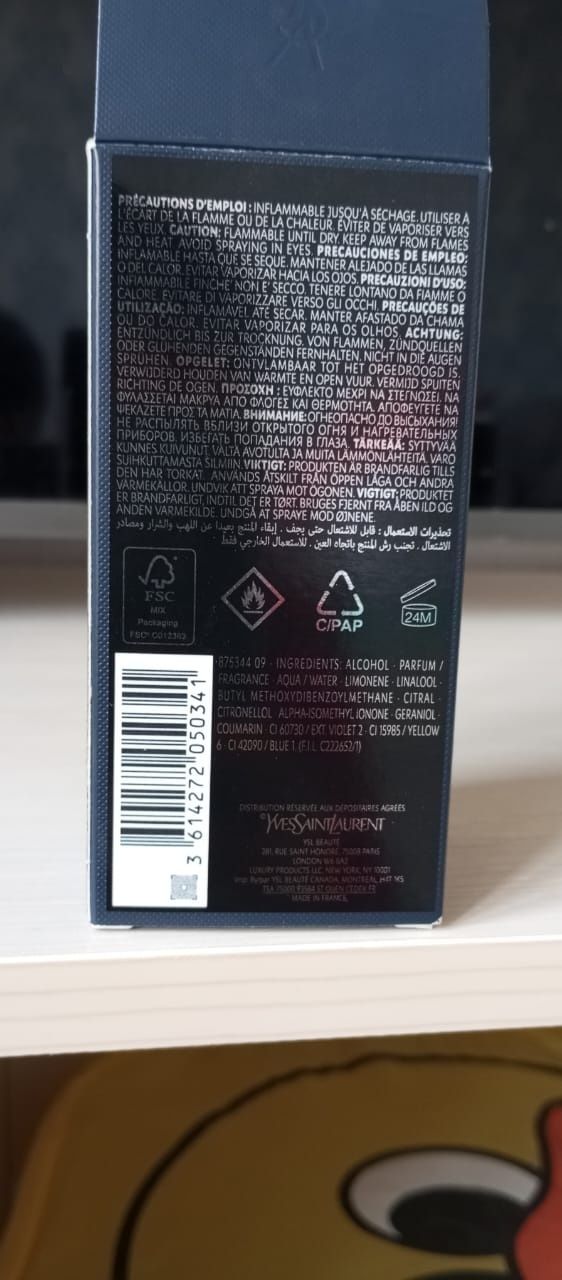 PRÉCAUTIONS D'EMPLOI : INFLAMMABLE JUSQU'À SÉCHAGE. UTILISER À
L'ÉCART DE LA FLAMME OU DE LA CHALEUR. ÉVITER DE VAPORISER VERS
LES YEUX. CAUTION: FLAMMABLE UNTIL DRY. KEEP AWAY FROM FLAMES
AND HEAT. AVOID SPRAYING IN EYES. PRECAUCIONES DE EMPLEO:
INFLAMABLE HASTA QUE SE SEQUE. MANTENER ALEJADO DE LAS LLAMAS
O DEL CALOR. EVITAR VAPORIZAR HACIA LOS OJOS. PRECAUZIONI D'USO:
INFIAMMABILE FINCHE' NON E' SECCO. TENERE LONTANO DA FIAMME O
CALORE. EVITARE DI VAPORIZZARE VERSO GLI OCCHI. PRECAUÇÕES DE
UTILIZAÇÃO: INFLAMÁVEL ATÉ SECAR. MANTER AFASTADO DA CHAMA
OU DO CALOR. EVITAR VAPORIZAR PARA OS OLHOS. ACHTUNG:
ENTZÜNDLICH BIS ZUR TROCKNUNG. VON FLAMMEN, ZÜNDQUELLEN
ODER GLÜHENDEN GEGENSTÄNDEN FERNHALTEN. NICHT IN DIE AUGEN
SPRÜHEN. OPGELET: ONTVLAMBAAR TOT HET OPGEDROOGD IS.
VERWIJDERD HOUDEN VAN WARMTE EN OPEN VUUR. VERMIJD SPUITEN
RICHTING DE OGEN. ΠΡΟΣΟΧΗ : ΕΥΦΛΕΚΤΟ ΜΕΧΡΙ ΝΑ ΣΤΕΓΝΩΣΕΙ. ΝΑ
ΦΥΛΑΣΣΕΤΑΙ ΜΑΚΡΥΑ ΑΠΟ ΦΛΟΓΕΣ ΚΑΙ ΘΕΡΜΟΤΗΤΑ. ΑΠΟΦΕΥΓΕΤΕ ΝΑ
ΨΕΚΑΖΕΤΕ ΠΡΟΣ ΤΑ ΜΑΤΙΑ. ВНИМАНИЕ: ОГНЕОПАСНО ДО ВЫСЫХАНИЯ!
НЕ РАСПЫЛЯТЬ ВБЛИЗИ ОТКРЫТОГО ОГНЯ И НАГРЕВАТЕЛЬНЫХ
ПРИБОРОВ. ИЗБЕГАТЬ ПОПАДАНИЯ В ГЛАЗА. TÄRKEÄÄ: SYTTYVÄÄ
KUNNES KUIVUNUT. VÄLTÄ AVOTULTA JA MUITA LÄMMÖNLÄHTEITÄ. VARO
SUIHKUTTAMASTA SILMIIN. VIKTIGT: PRODUKTEN ÄR BRANDFARLIG TILLS
DEN HAR TORKAT. ANVÄNDS ÅTSKILT FRÅN ÖPPEN LÅGA OCH ANDRA
VÄRMEKÄLLOR. UNDVIK ATT SPRAYA MOT ÖGONEN. VIGTIGT: PRODUKTET
ER BRANDFARLIGT, INDTIL DET ER TØRT. BRUGES FJERNT FRA ÅBEN ILD OG
ANDEN VARMEKILDE. UNDGÅ AT SPRAYE MOD ØJNENE.
تحذيرات الاستعمال : قابل للاشتعال حتى يجف . إبقاء المنتج بعيدا عن اللهب والشرار ومصادر
الاشتعال . تجنب رش المنتج باتجاه العين . للاستعمال الخارجي فقط
FSC
MIX
Packaging
FSC® C012383
C/PAP
24M
875344 09 · INGREDIENTS: ALCOHOL · PARFUM /
FRAGRANCE · AQUA / WATER · LIMONENE · LINALOOL ·
BUTYL METHOXYDIBENZOYLMETHANE · CITRAL ·
CITRONELLOL · ALPHA-ISOMETHYL IONONE · GERANIOL ·
COUMARIN · CI 60730 / EXT. VIOLET 2 · CI 15985 / YELLOW
6 · CI 42090 / BLUE 1. (F.I.L. C222652/1)
3 614272 050341
DISTRIBUTION RÉSERVÉE AUX DÉPOSITAIRES AGRÉÉS
©YVESSAINTLAURENT
YSL BEAUTÉ
281, RUE SAINT HONORÉ, 75008 PARIS
LONDON W6 8AZ
LUXURY PRODUCTS LLC, NEW YORK, NY 10001
YSL BEAUTÉ CANADA, MONTRÉAL
TSA 75000 93584 ST OUEN CEDEX FR
MADE IN FRANCE